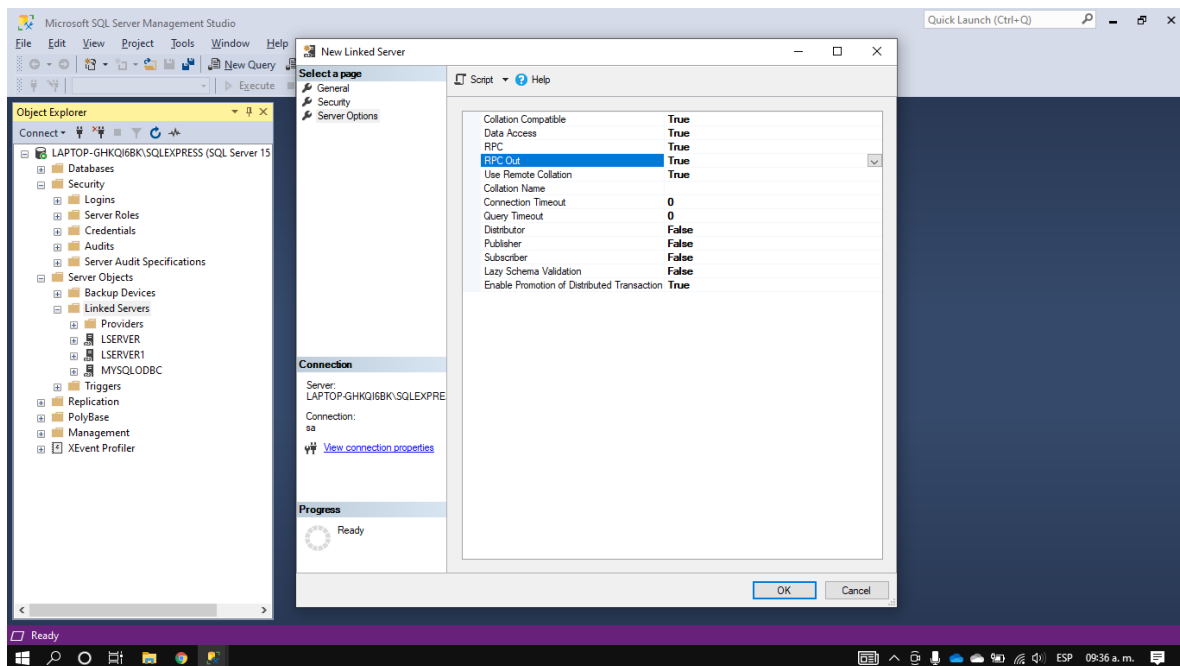 Microsoft SQL Server Management Studio
Quick Launch (Ctrl+Q)
File Edit View Project Tools Window Help
New Query
Execute
Object Explorer
Connect
LAPTOP-GHKQI6BK\SQLEXPRESS (SQL Server 15
Databases
Security
Logins
Server Roles
Credentials
Audits
Server Audit Specifications
Server Objects
Backup Devices
Linked Servers
Providers
LSERVER
LSERVER1
MYSQLODBC
Triggers
Replication
PolyBase
Management
XEvent Profiler
New Linked Server
Select a page
General
Security
Server Options
Script Help
Collation Compatible True
Data Access True
RPC True
RPC Out True
Use Remote Collation True
Collation Name
Connection Timeout 0
Query Timeout 0
Distributor False
Publisher False
Subscriber False
Lazy Schema Validation False
Enable Promotion of Distributed Transaction True
Connection
Server:
LAPTOP-GHKQI6BK\SQLEXPRE
Connection:
sa
View connection properties
Progress
Ready
OK Cancel
Ready
ESP 09:36 a. m.